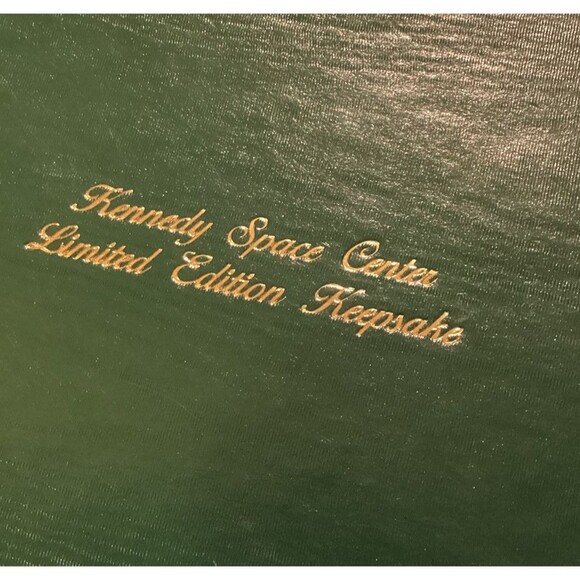 Kennedy Space Center
Limited Edition Keepsake